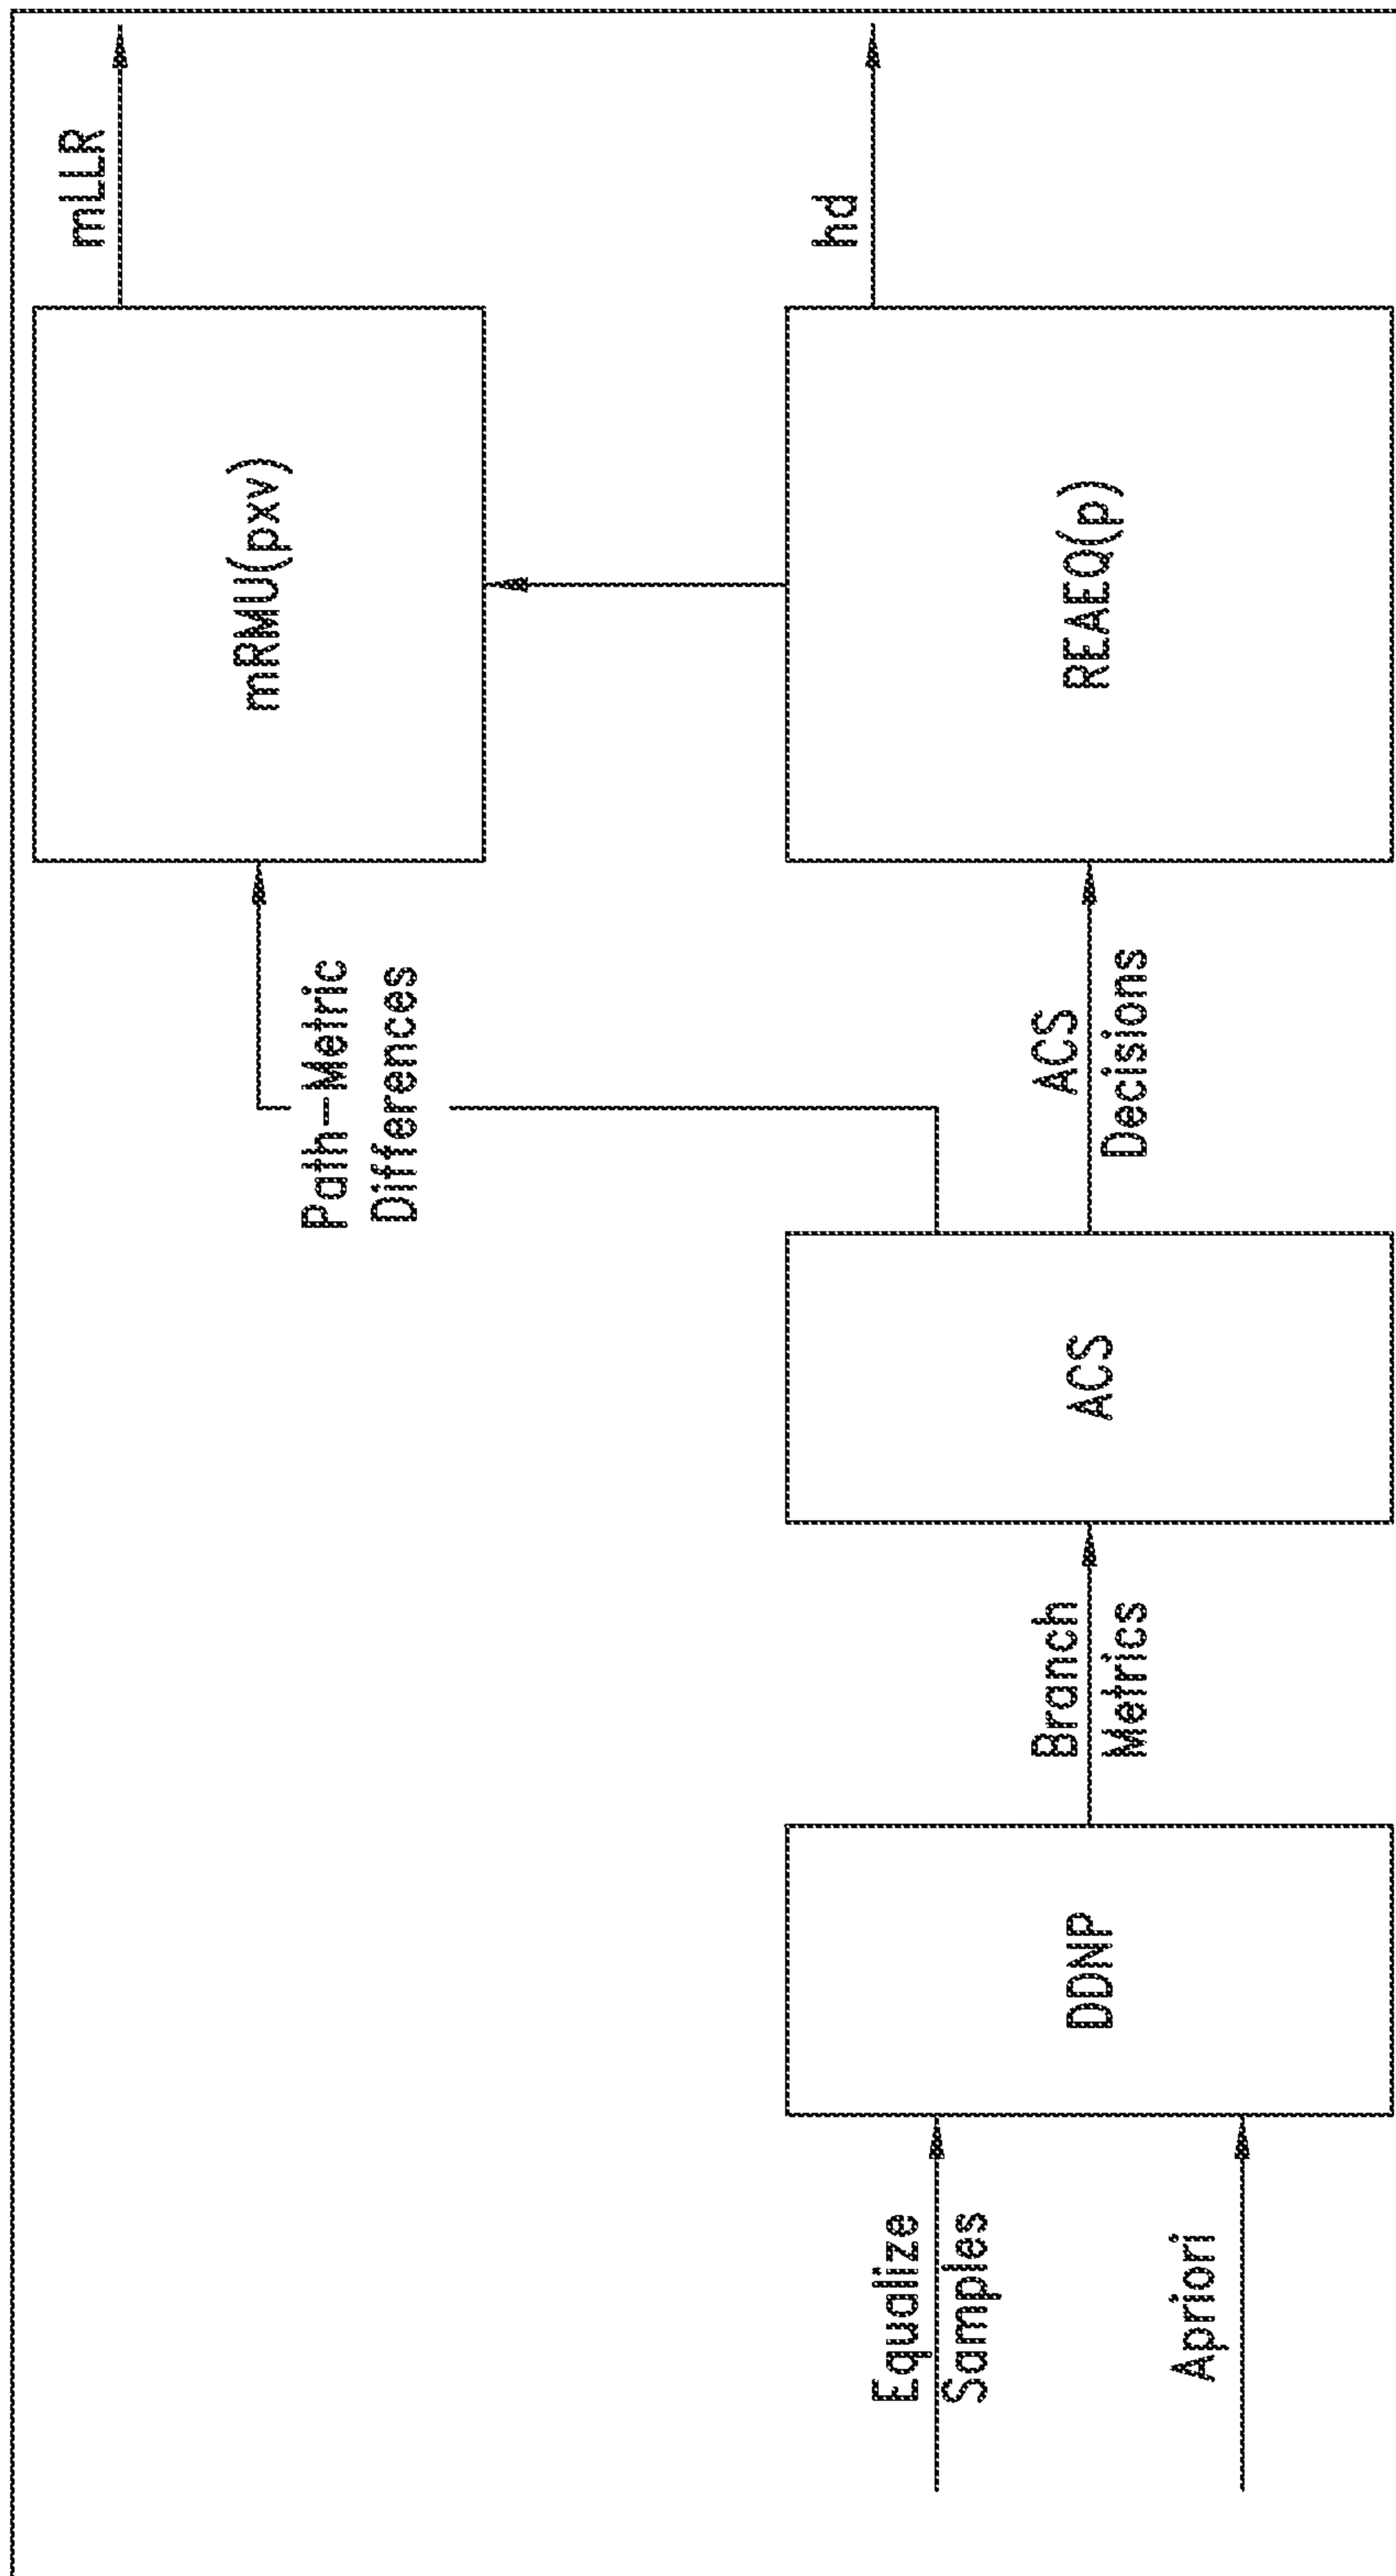 Equalize
Samples
Apriori
DDNP
Branch
Metrics
ACS
Path-Metric
Differences
ACS
Decisions
mRMU(pxv)
REAEQ(p)
mLLR
hd